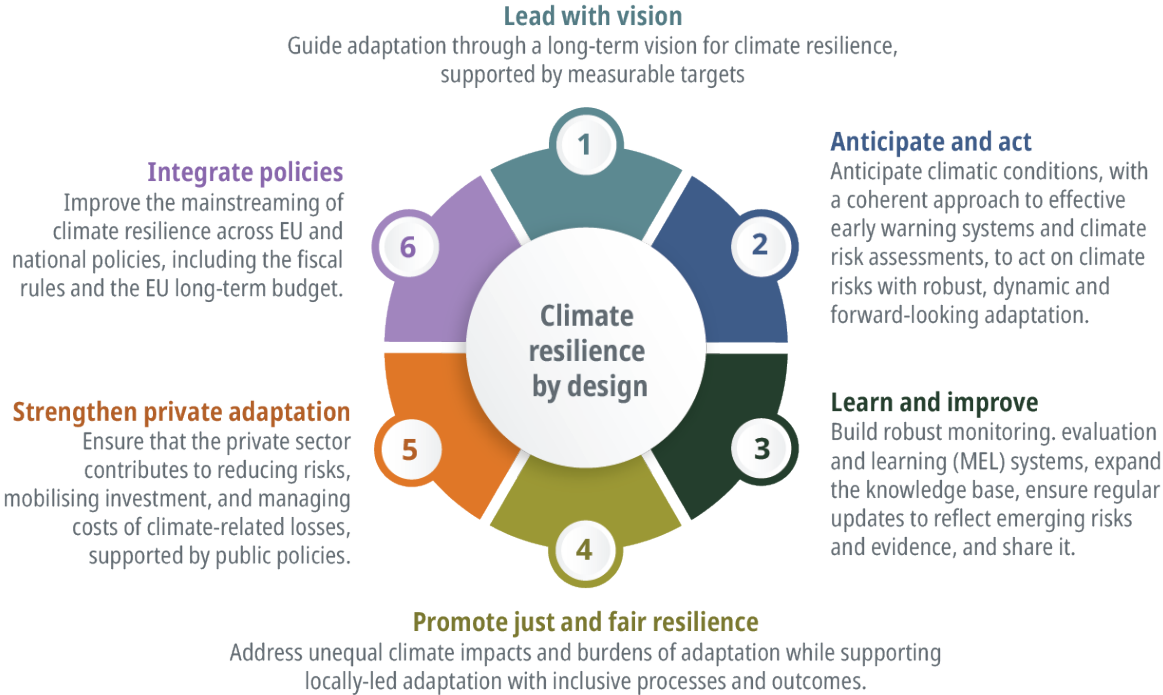 Lead with vision
Guide adaptation through a long-term vision for climate resilience,
supported by measurable targets
1
Anticipate and act
Anticipate climatic conditions, with
a coherent approach to effective
early warning systems and climate
risk assessments, to act on climate
risks with robust, dynamic and
forward-looking adaptation.
2
Learn and improve
Build robust monitoring. evaluation
and learning (MEL) systems, expand
the knowledge base, ensure regular
updates to reflect emerging risks
and evidence, and share it.
3
Promote just and fair resilience
Address unequal climate impacts and burdens of adaptation while supporting
locally-led adaptation with inclusive processes and outcomes.
4
Strengthen private adaptation
Ensure that the private sector
contributes to reducing risks,
mobilising investment, and managing
costs of climate-related losses,
supported by public policies.
5
Integrate policies
Improve the mainstreaming of
climate resilience across EU and
national policies, including the fiscal
rules and the EU long-term budget.
6
Climate
resilience
by design